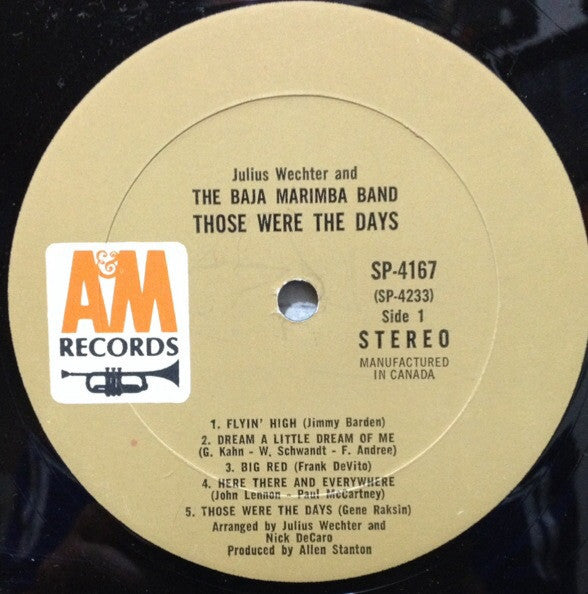 Julius Wechter and
THE BAJA MARIMBA BAND
THOSE WERE THE DAYS
A&M
RECORDS
SP-4167
(SP-4233)
Side 1
STEREO
MANUFACTURED
IN CANADA
1. FLYIN' HIGH (Jimmy Barden)
2. DREAM A LITTLE DREAM OF ME
(G. Kahn - W. Schwandt - F. Andree)
3. BIG RED (Frank DeVito)
4. HERE THERE AND EVERYWHERE
(John Lennon - Paul McCartney)
5. THOSE WERE THE DAYS (Gene Raksin)
Arranged by Julius Wechter and
Nick DeCaro
Produced by Allen Stanton